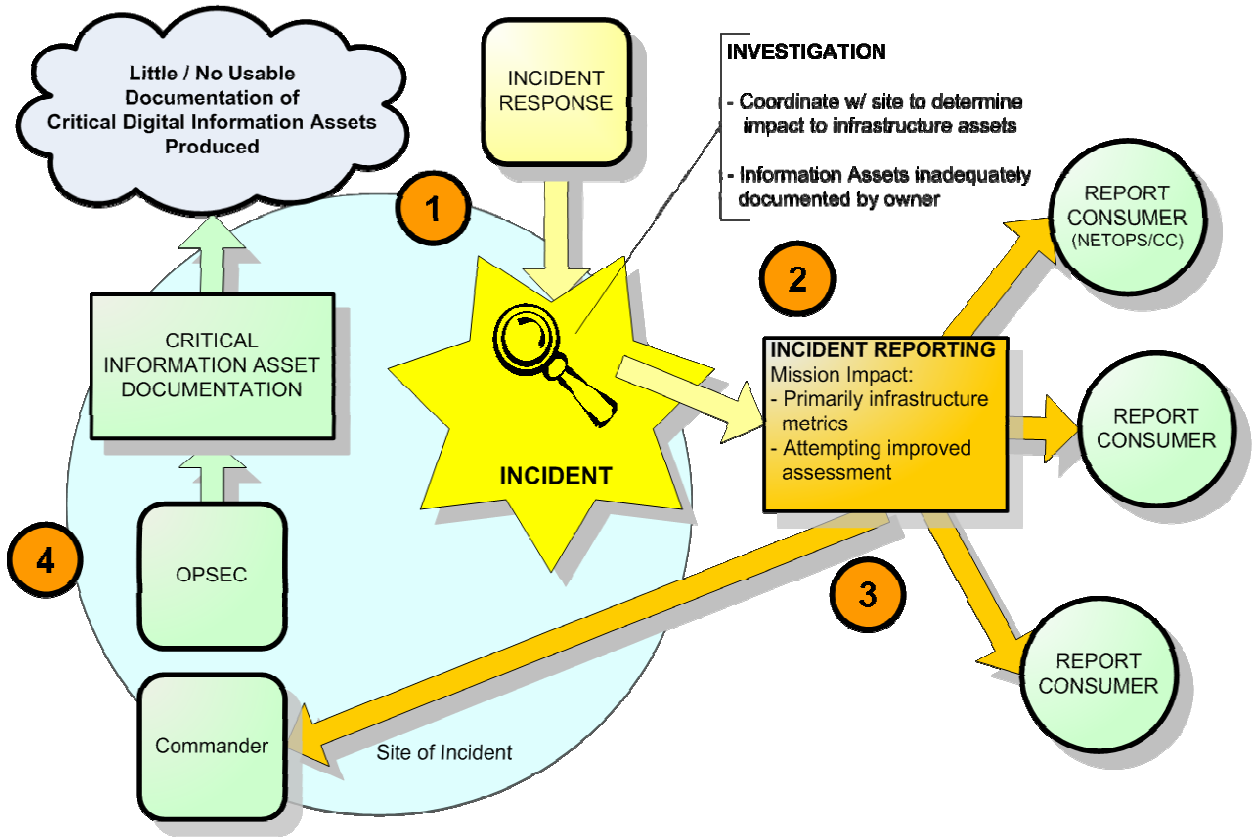 Little / No Usable
Documentation of
Critical Digital Information Assets
Produced
INCIDENT
RESPONSE
INVESTIGATION
- Coordinate w/ site to determine
impact to infrastructure assets
- Information Assets inadequately
documented by owner
1
REPORT
CONSUMER
(NETOPS/CC)
2
CRITICAL
INFORMATION ASSET
DOCUMENTATION
INCIDENT
INCIDENT REPORTING
Mission Impact:
- Primarily infrastructure
metrics
- Attempting improved
assessment
REPORT
CONSUMER
4
OPSEC
3
REPORT
CONSUMER
Commander
Site of Incident